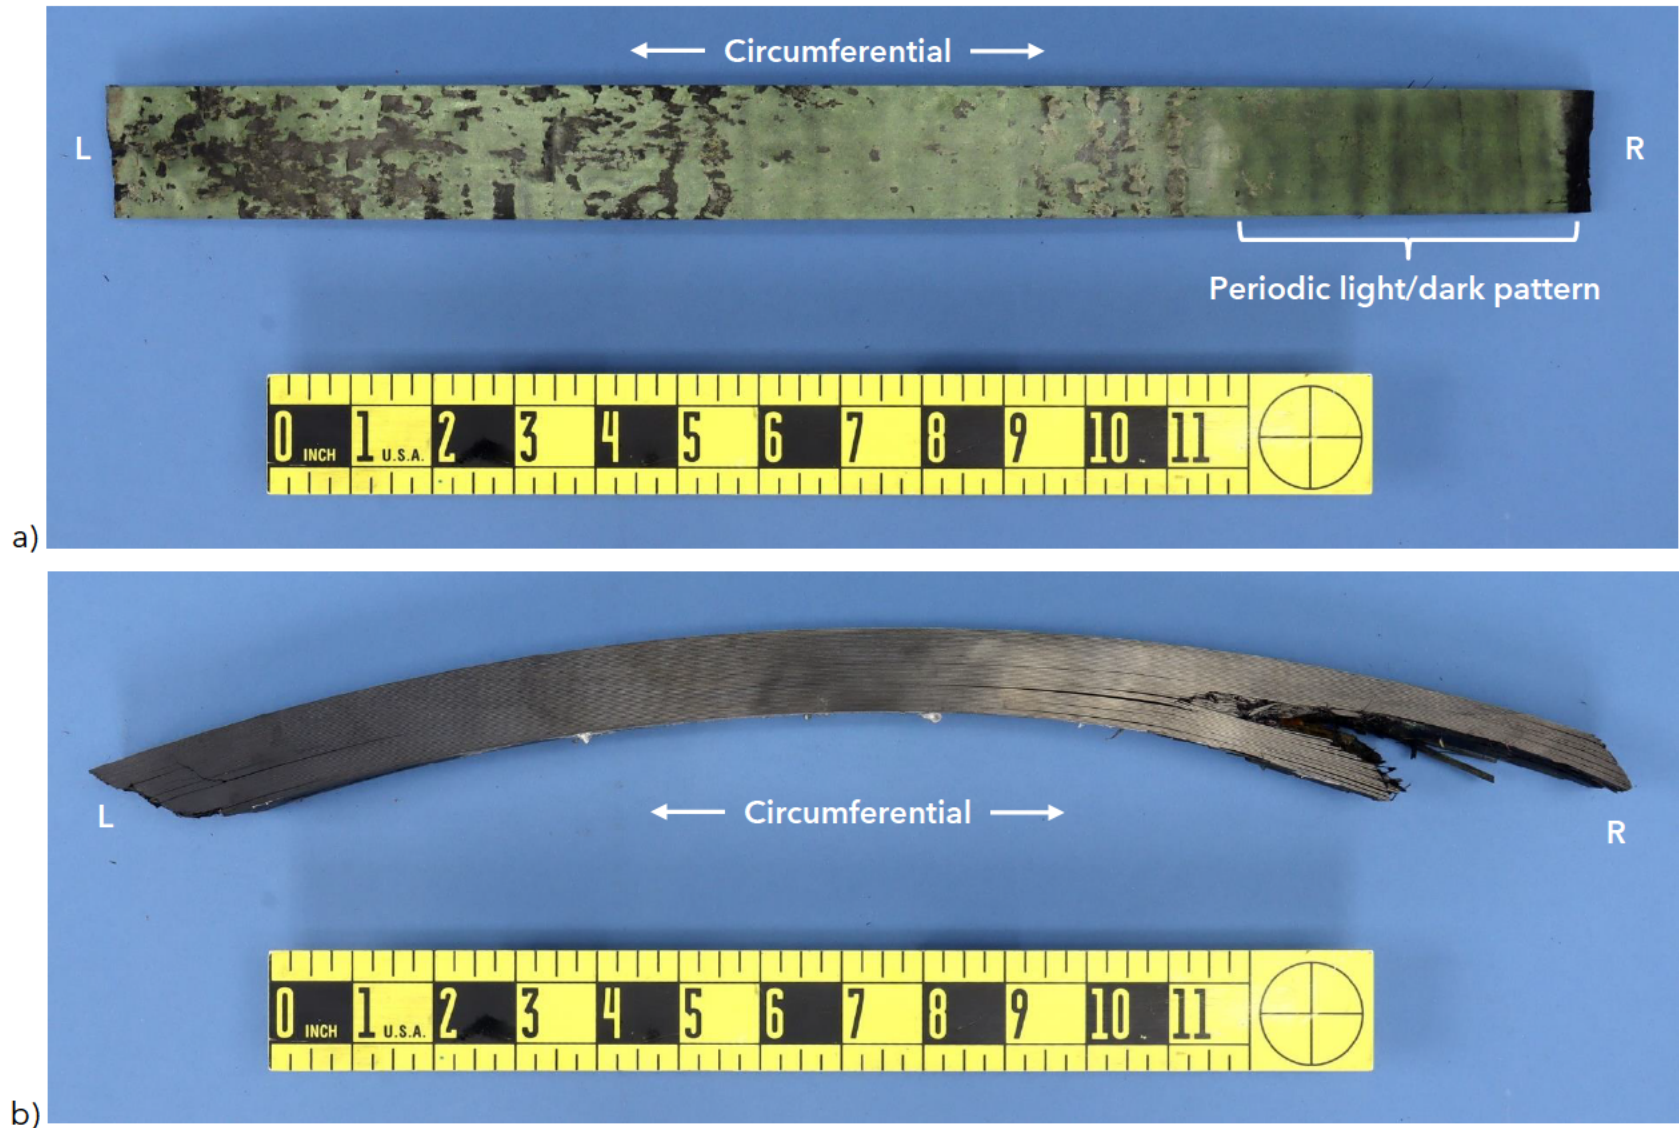 Circumferential
L
R
Periodic light/dark pattern
0 INCH 1 U.S.A. 2 3 4 5 6 7 8 9 10 11
a)
Circumferential
L
R
0 INCH 1 U.S.A. 2 3 4 5 6 7 8 9 10 11
b)